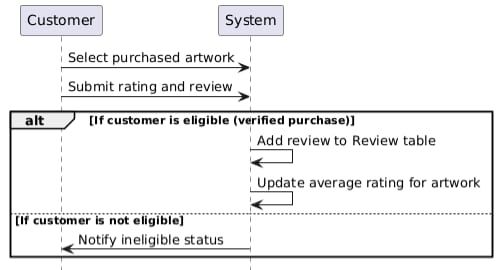 Customer System
Select purchased artwork
Submit rating and review
alt [If customer is eligible (verified purchase)]
Add review to Review table
Update average rating for artwork
[If customer is not eligible]
Notify ineligible status